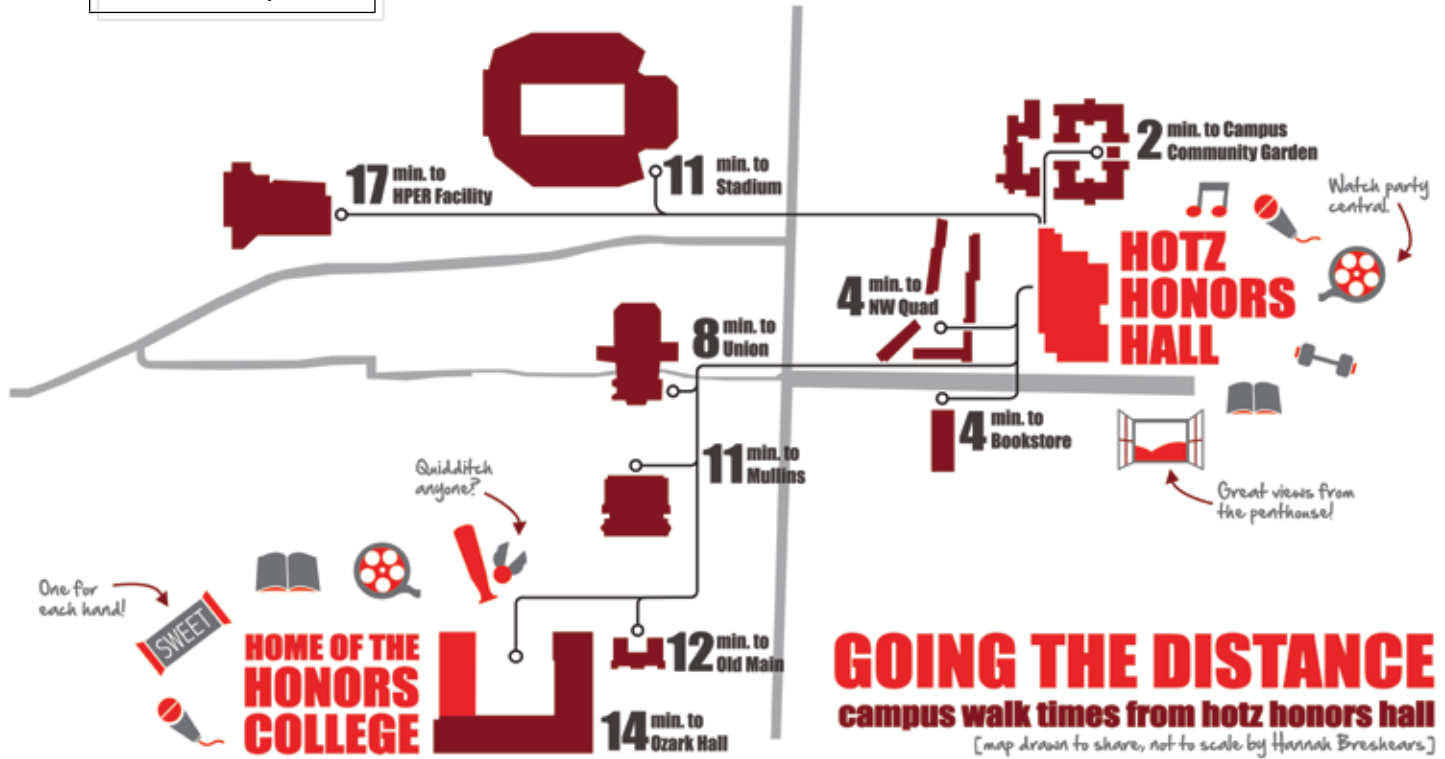 2 min. to Campus
Community Garden
17 min. to
HPER Facility
11 min. to
Stadium
Watch party
central.
HOTZ
HONORS
HALL
4 min. to
NW Quad
8 min. to
Union
4 min. to
Bookstore
11 min. to
Mullins
Quidditch
anyone?
Great views from
the penthouse!
One for
each hand!
SWEET
HOME OF THE
HONORS
COLLEGE
12 min. to
Old Main
14 min. to
Ozark Hall
GOING THE DISTANCE
campus walk times from hotz honors hall
[map drawn to share, not to scale by Hannah Breshears]